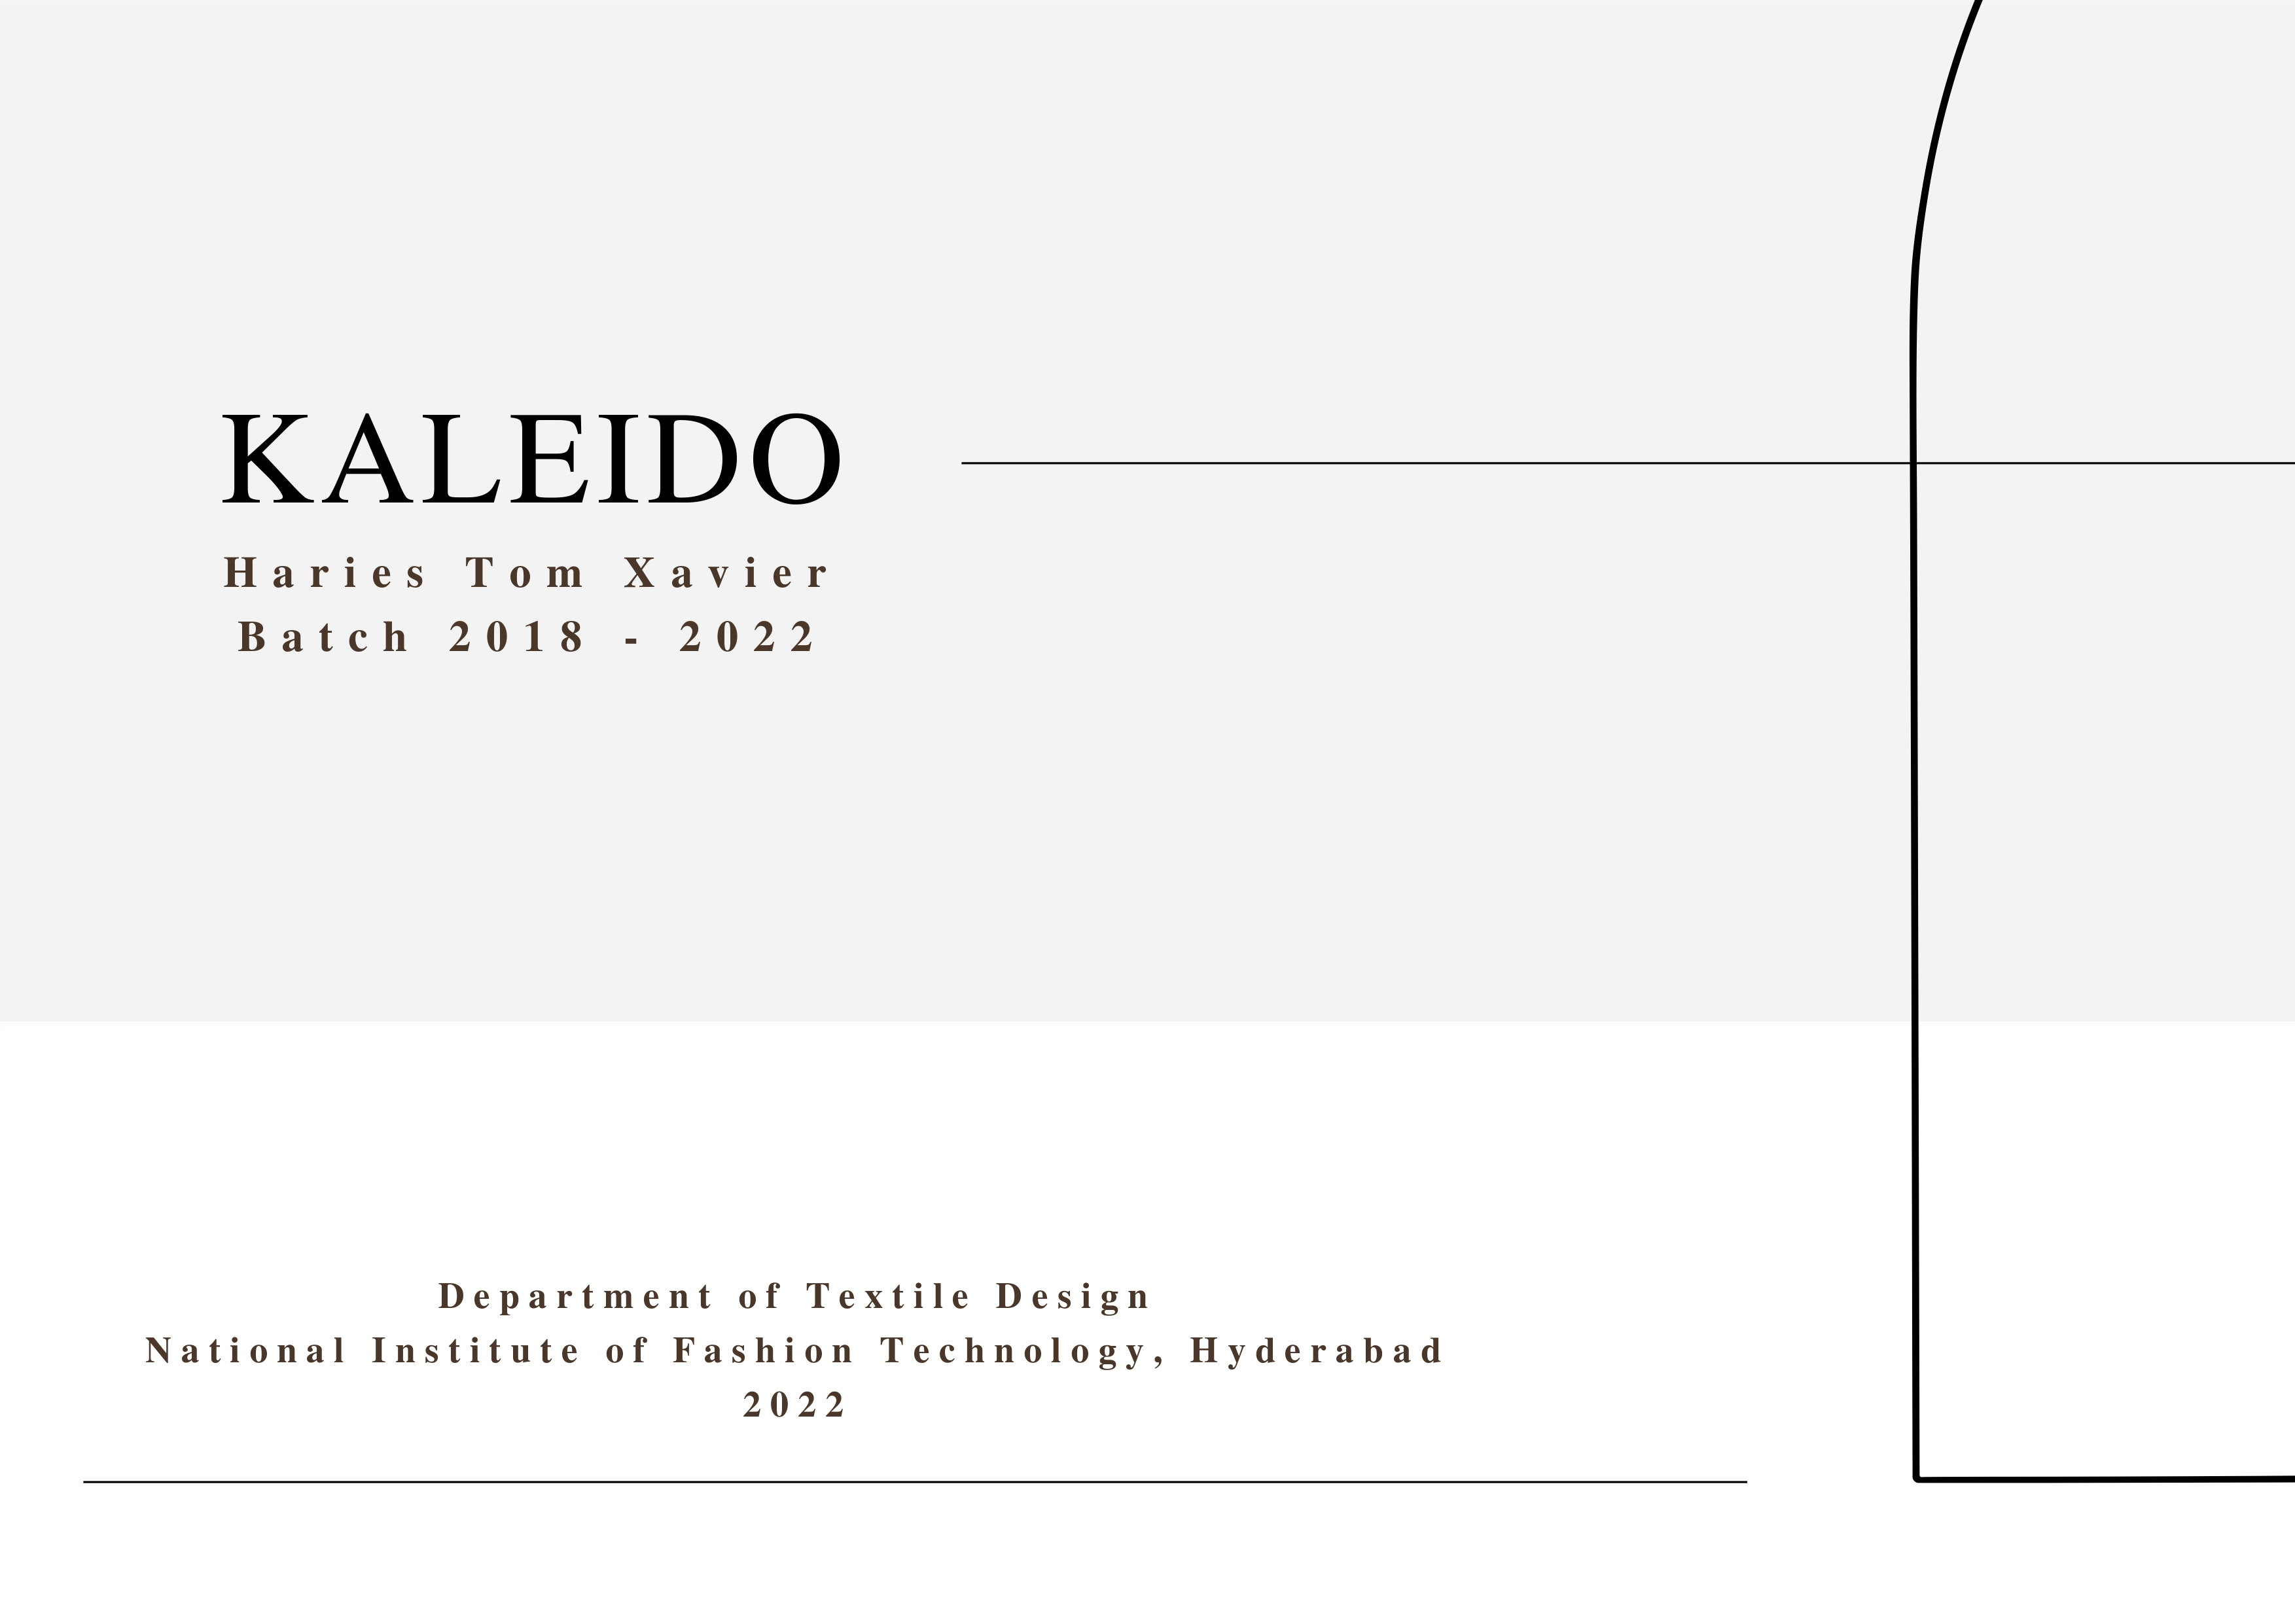 KALEIDO
Haries Tom Xavier
Batch 2018 - 2022
Department of Textile Design
National Institute of Fashion Technology, Hyderabad
2022